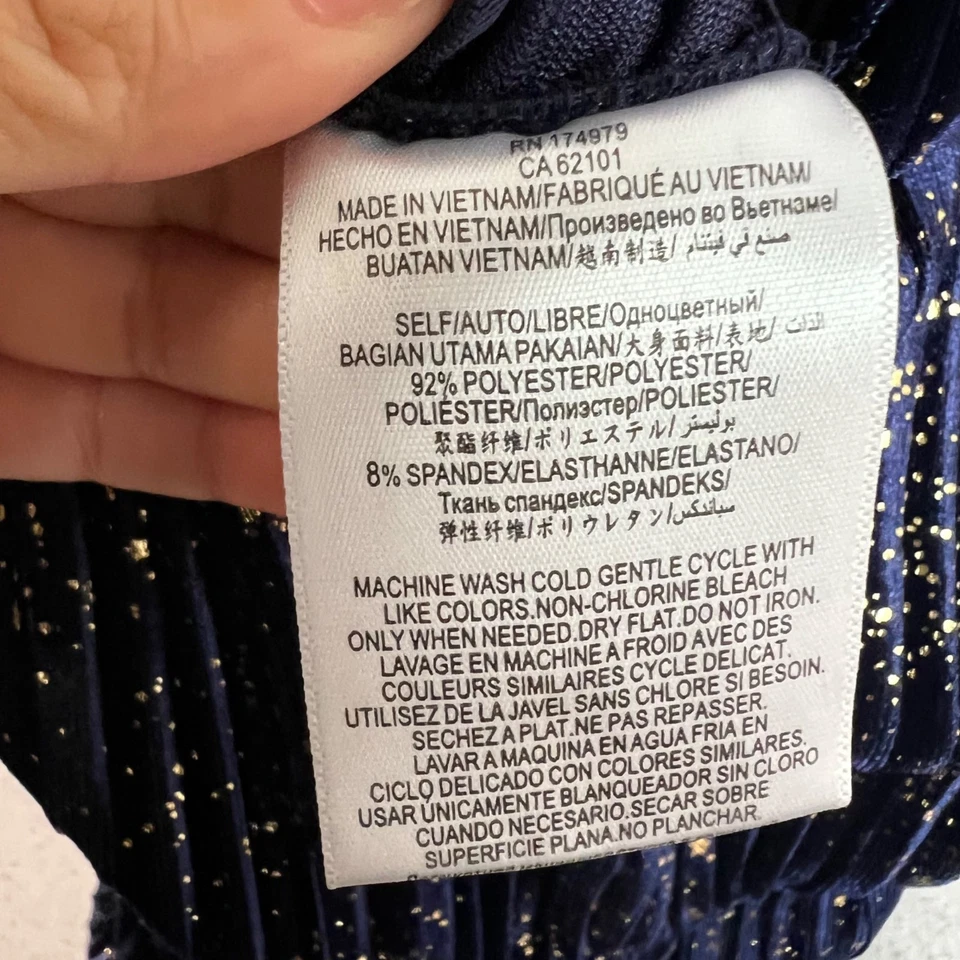 RN 174979
CA 62101
MADE IN VIETNAM/FABRIQUÉ AU VIETNAM/
HECHO EN VIETNAM/Произведено во Вьетнэме/
BUATAN VIETNAM/越南制造/ صنع في فيتنام
SELF/AUTO/LIBRE/Одноцветный/
BAGIAN UTAMA PAKAIAN/大身面料/表地/ الذات
92% POLYESTER/POLYESTER/
POLIÉSTER/Полиэстер/POLIESTER/
聚酯纤维/ポリエステル/ بوليستر
8% SPANDEX/ELASTHANNE/ELASTANO/
Ткань спандекс/SPANDEKS/
弹性纤维/ポリウレタン/سباندكس
MACHINE WASH COLD GENTLE CYCLE WITH
LIKE COLORS.NON-CHLORINE BLEACH
ONLY WHEN NEEDED.DRY FLAT.DO NOT IRON.
LAVAGE EN MACHINE A FROID AVEC DES
COULEURS SIMILAIRES CYCLE DELICAT.
UTILISEZ DE LA JAVEL SANS CHLORE SI BESOIN.
SECHEZ A PLAT.NE PAS REPASSER.
LAVAR A MAQUINA EN AGUA FRIA EN
CICLO DELICADO CON COLORES SIMILARES,
USAR ÚNICAMENTE BLANQUEADOR SIN CLORO
CUANDO NECESARIO.SECAR SOBRE
SUPERFICIE PLANA.NO PLANCHAR.